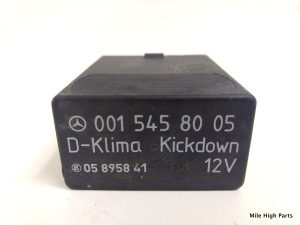 001 545 80 05
D-Klima Kickdown
05 8958 41 12V
Mile High Parts